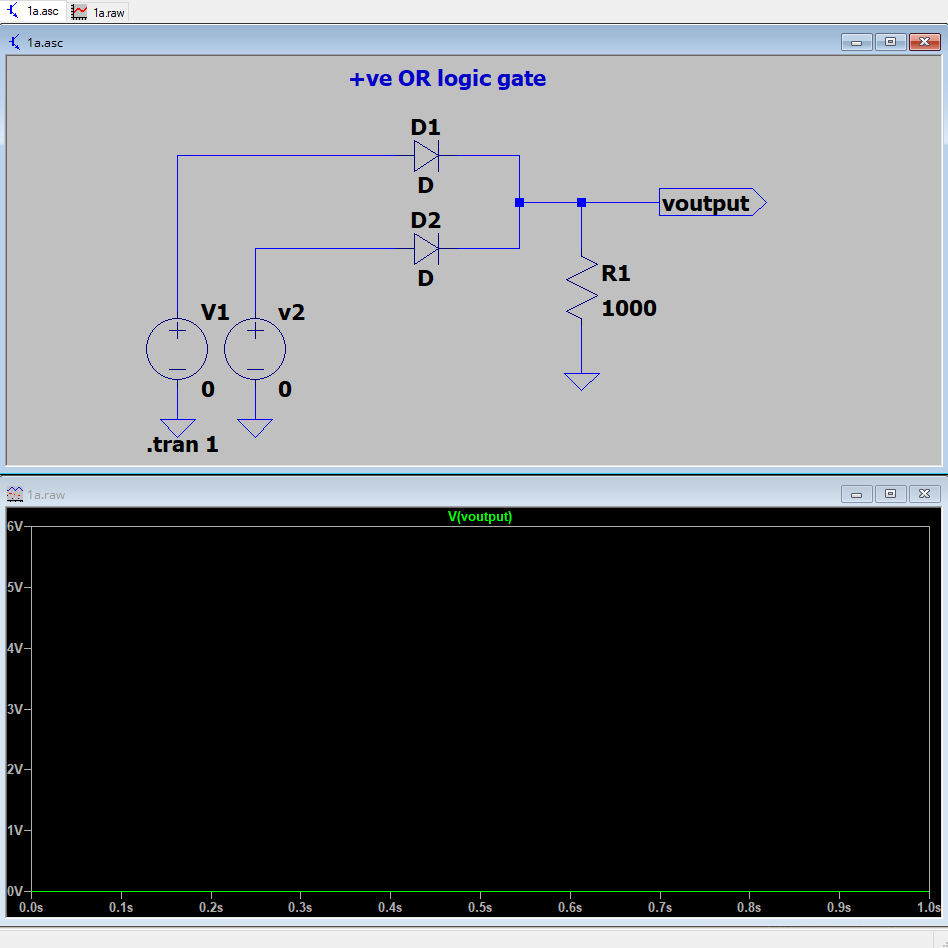 1a.asc 1a.raw
1a.asc
+ve OR logic gate
D1
D
voutput
D2
D
R1
1000
V1 v2
0 0
.tran 1
1a.raw
V(voutput)
6V
5V
4V
3V
2V
1V
0V
0.0s 0.1s 0.2s 0.3s 0.4s 0.5s 0.6s 0.7s 0.8s 0.9s 1.0s